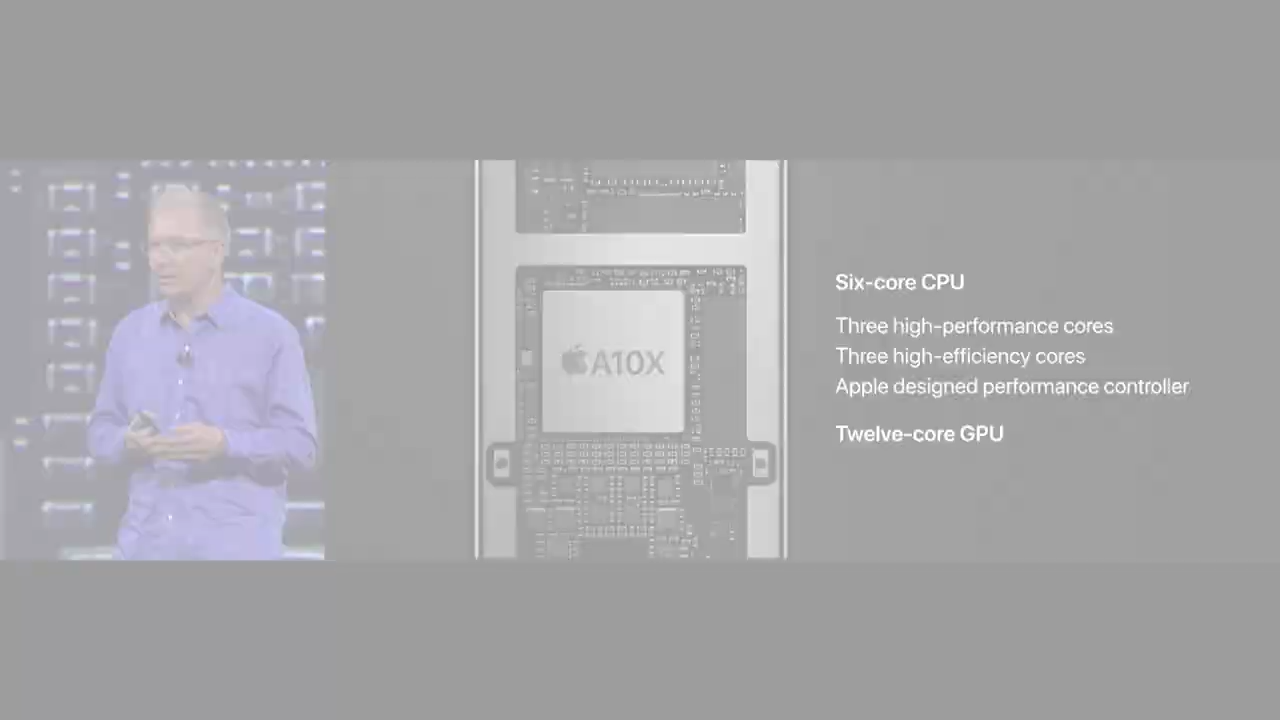 A10X
Six-core CPU
Three high-performance cores
Three high-efficiency cores
Apple designed performance controller
Twelve-core GPU